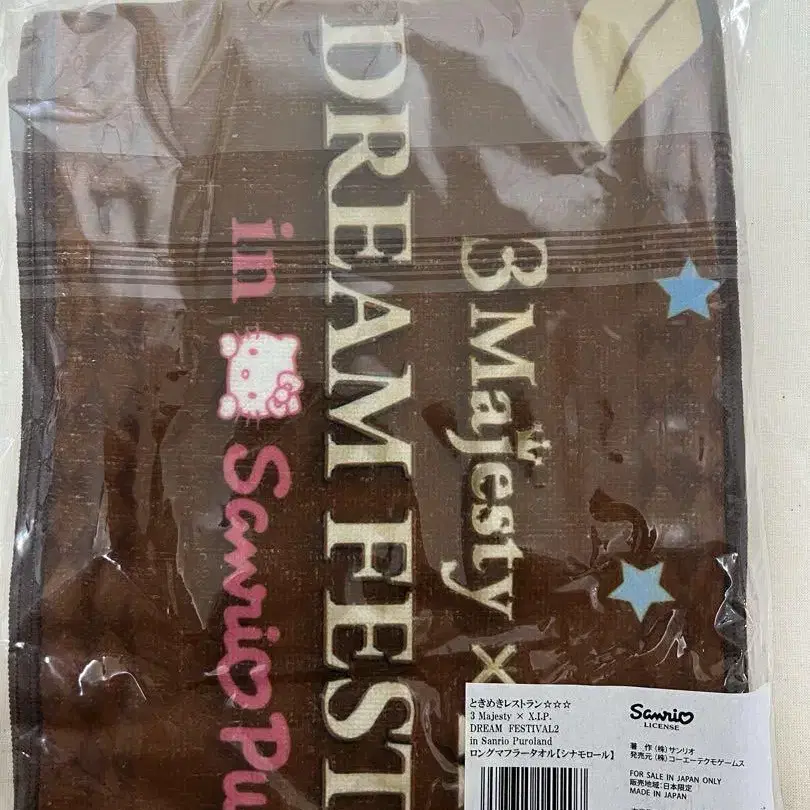 3 Majesty ×
DREAM FEST
in Sanrio Pu
ときめきレストラン☆☆☆
3 Majesty × X.I.P.
DREAM FESTIVAL2
in Sanrio Puroland
ロングマフラータオル【シナモロール】
Sanrio
LICENSE
著 作 (株)サンリオ
発売元 (株)コーエーテクモゲームス
FOR SALE IN JAPAN ONLY
販売地域:日本限定
MADE IN JAPAN